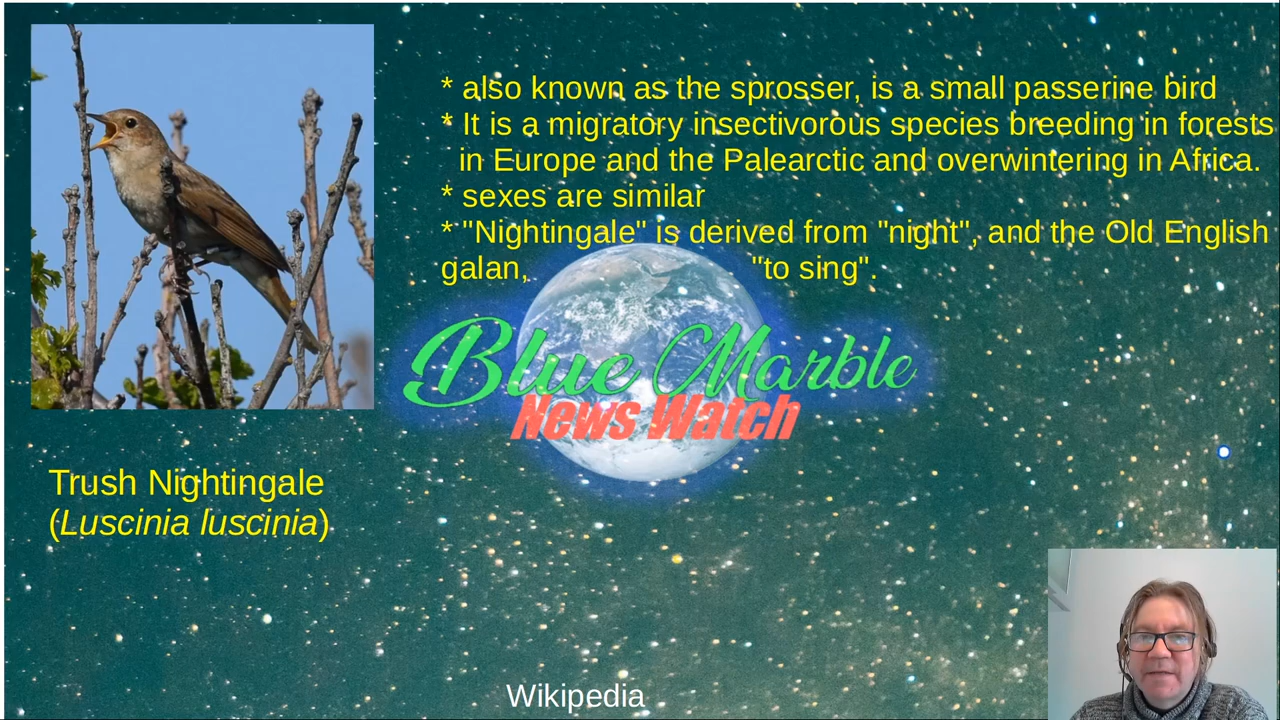 * also known as the sprosser, is a small passerine bird
* It is a migratory insectivorous species breeding in forests
in Europe and the Palearctic and overwintering in Africa.
* sexes are similar
* "Nightingale" is derived from "night", and the Old English
galan, "to sing".
Blue Marble
News Watch
Trush Nightingale
(Luscinia luscinia)
Wikipedia